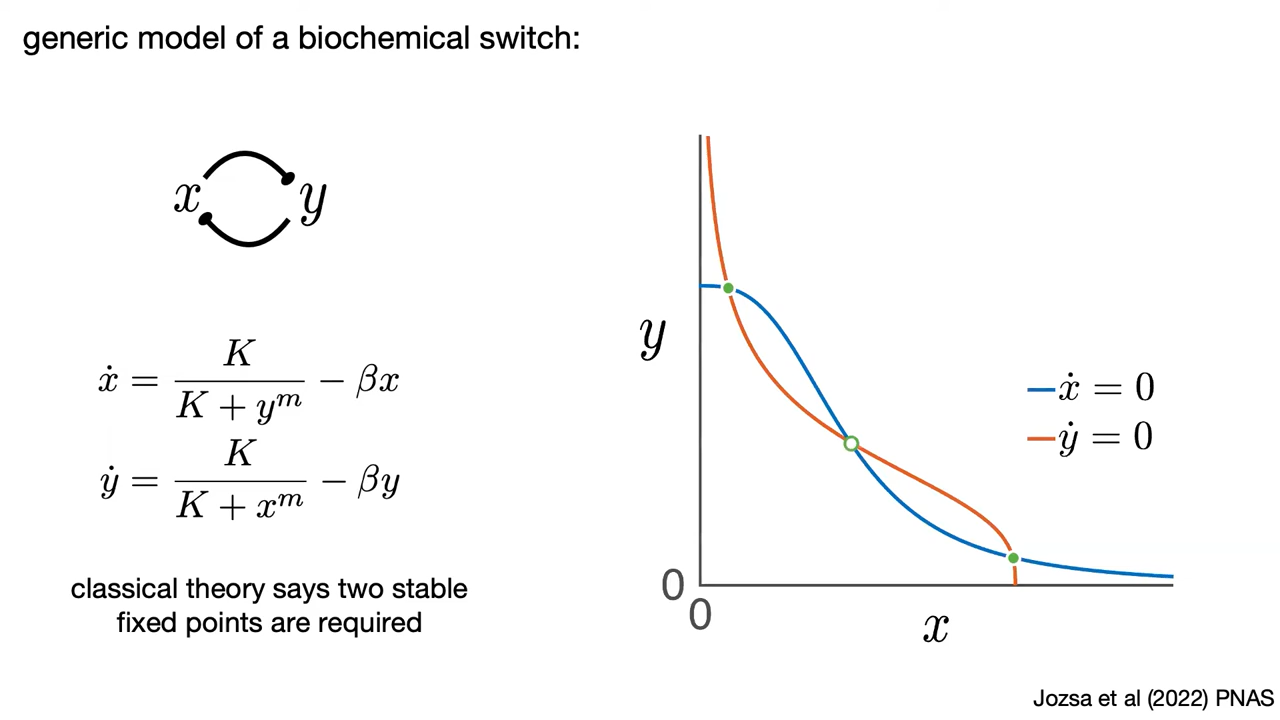 generic model of a biochemical switch:
x y
ẋ = K / (K + y^m) − βx
ẏ = K / (K + x^m) − βy
classical theory says two stable
fixed points are required
y
ẋ = 0
ẏ = 0
0
0
x
Jozsa et al (2022) PNAS